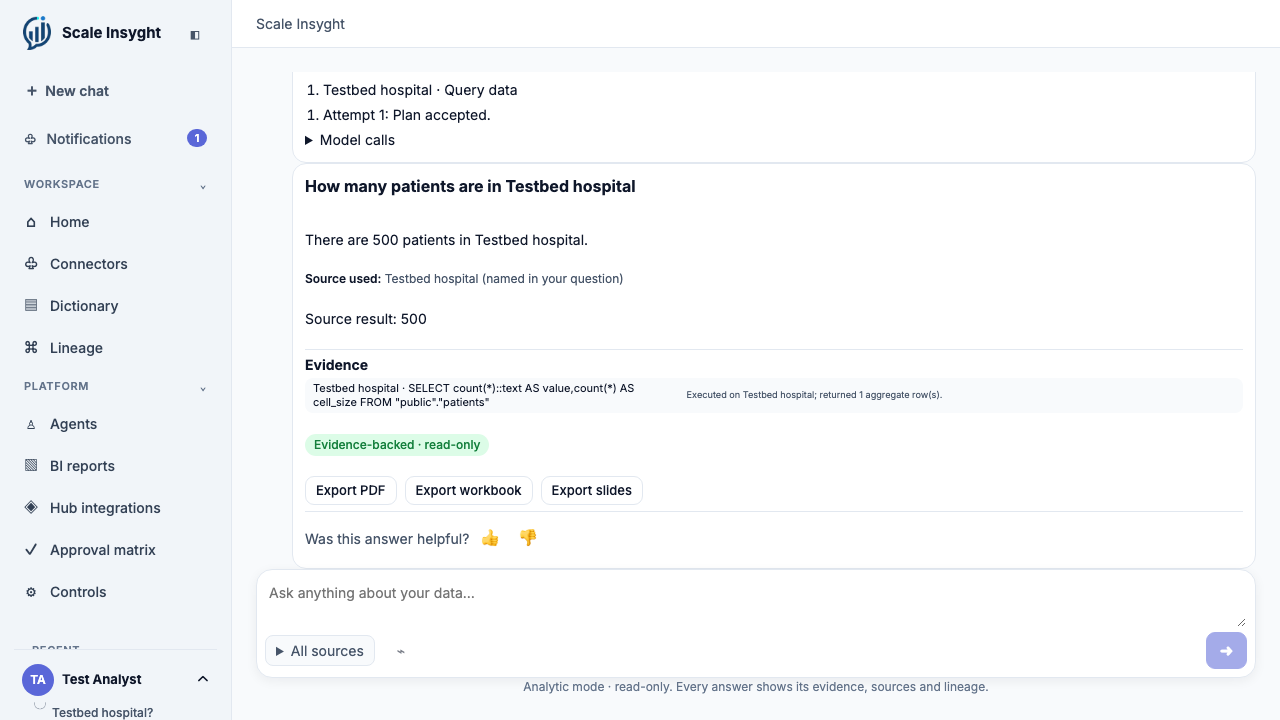 Scale Insyght
Scale Insyght
+ New chat
Notifications
1
WORKSPACE
Home
Connectors
Dictionary
Lineage
PLATFORM
Agents
BI reports
Hub integrations
Approval matrix
Controls
RECENT
TA
Test Analyst
Testbed hospital?
1. Testbed hospital · Query data
1. Attempt 1: Plan accepted.
Model calls
How many patients are in Testbed hospital
There are 500 patients in Testbed hospital.
Source used: Testbed hospital (named in your question)
Source result: 500
Evidence
Testbed hospital · SELECT count(*)::text AS value,count(*) AS
cell_size FROM "public"."patients"
Executed on Testbed hospital; returned 1 aggregate row(s).
Evidence-backed · read-only
Export PDF
Export workbook
Export slides
Was this answer helpful? 👍 👎
Ask anything about your data...
All sources
Analytic mode · read-only. Every answer shows its evidence, sources and lineage.